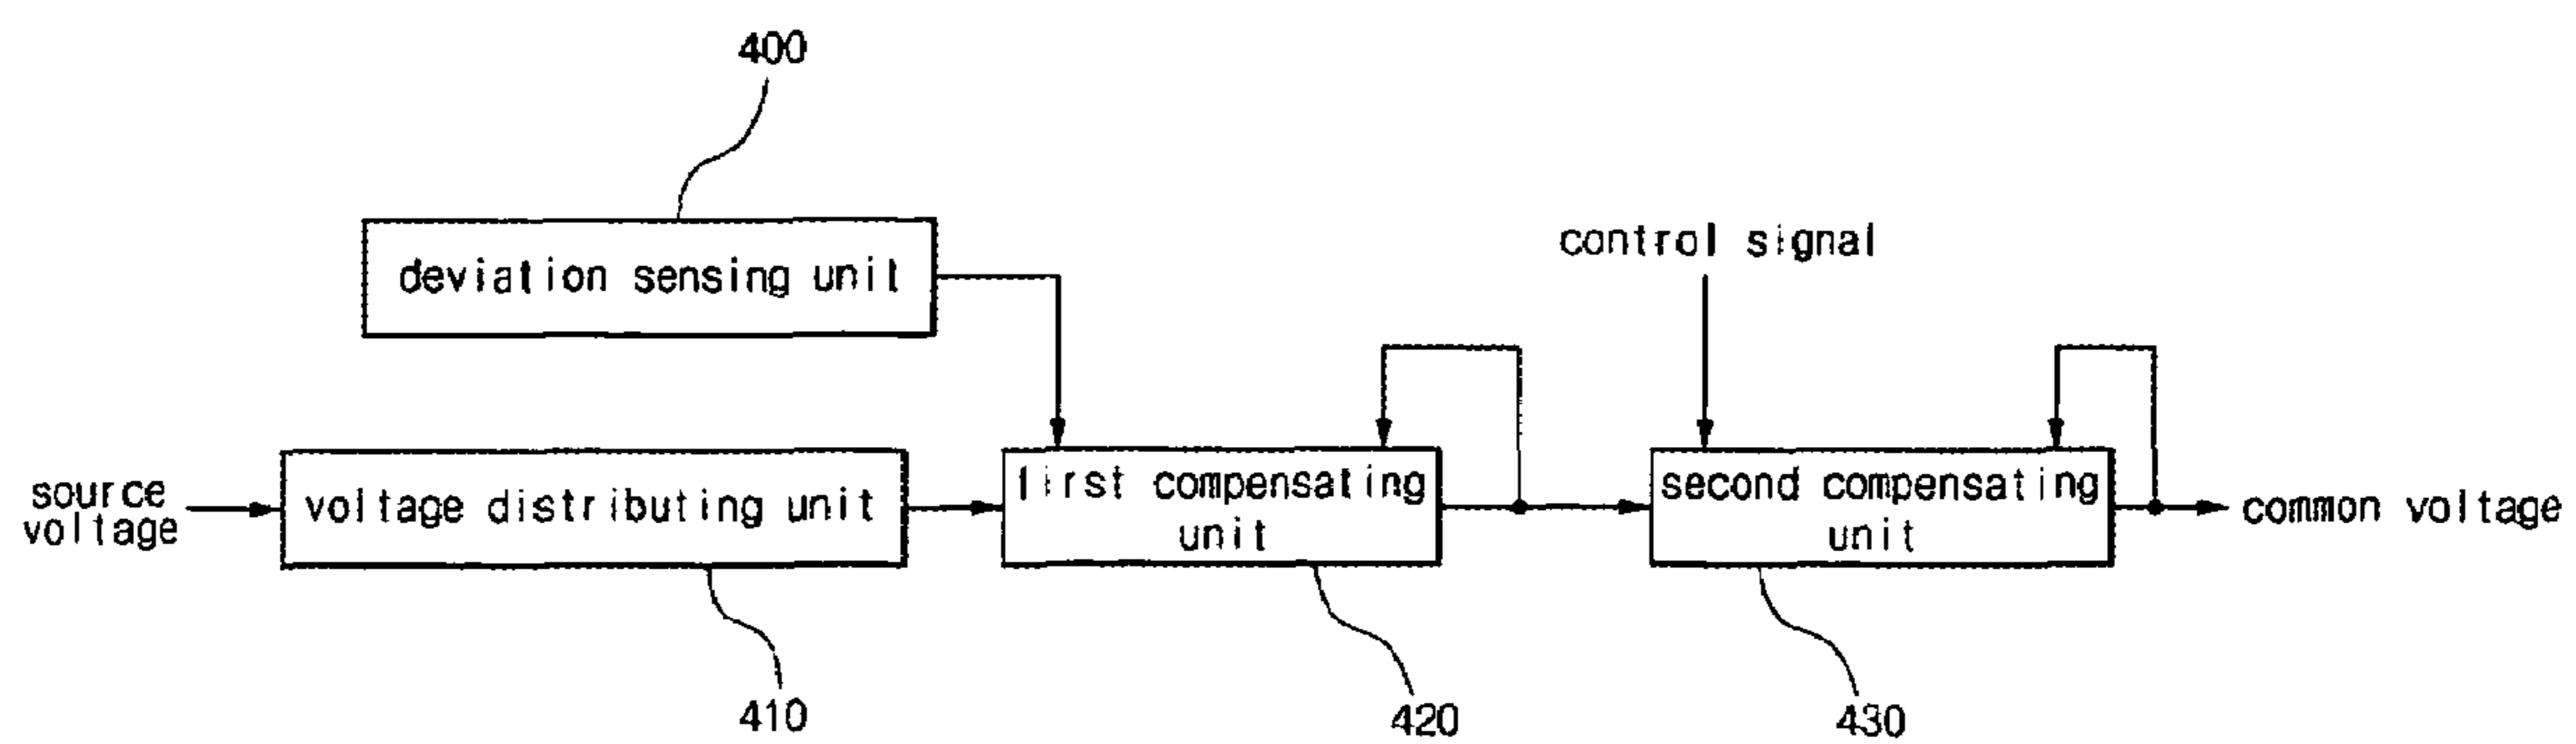 400
deviation sensing unit
control signal
source
voltage
voltage distributing unit
first compensating
unit
second compensating
unit
common voltage
410
420
430